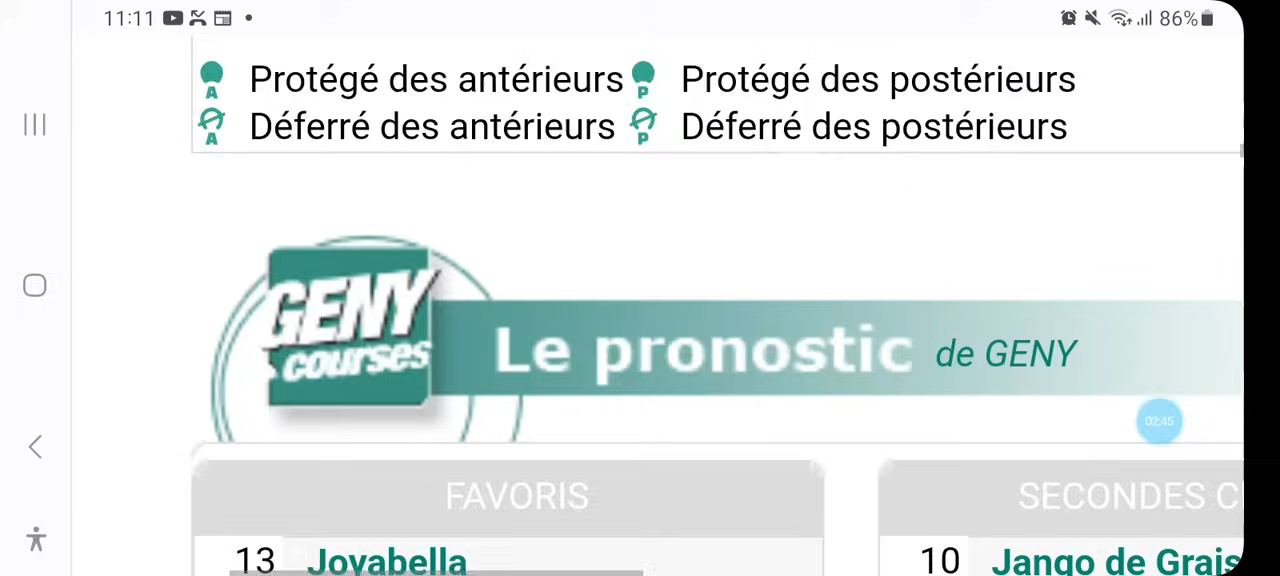 11:11 86%
Protégé des antérieurs Protégé des postérieurs
A P
Déferré des antérieurs Déferré des postérieurs
A P
GENY
courses
Le pronostic de GENY
02:45
FAVORIS SECONDES C
13 Joyabella 10 Jango de Grais